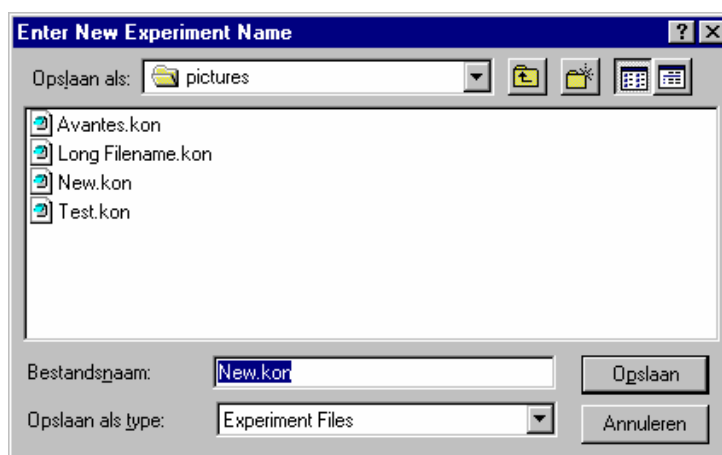 Enter New Experiment Name
Opslaan als: pictures
Avantes.kon
Long Filename.kon
New.kon
Test.kon
Bestandsnaam: New.kon Opslaan
Opslaan als type: Experiment Files Annuleren